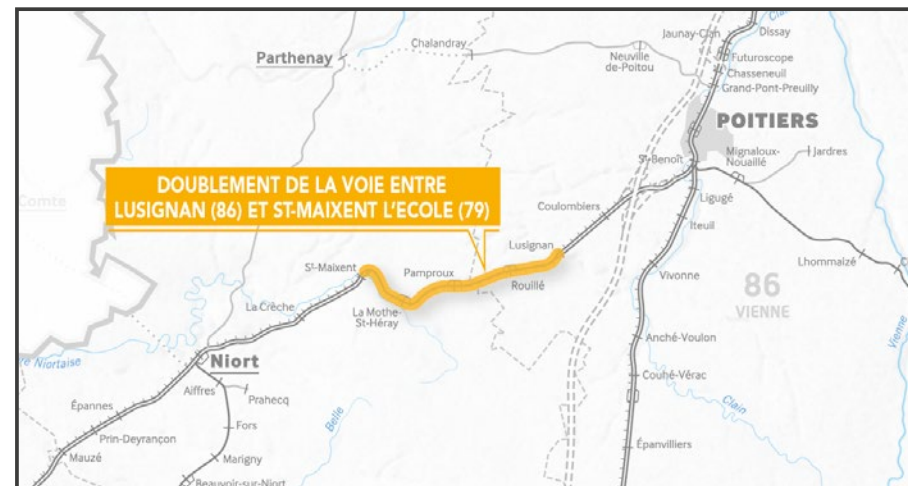 Clain
Dissay
Jaunay-Clan
Chalandray
Parthenay
Neuville
de-Poitou
Futuroscope
Chasseneuil
Grand-Pont-Preuilly
POITIERS
Mignaloux-
Nouaillé
Jardres
St-Benoît
DOUBLEMENT DE LA VOIE ENTRE
LUSIGNAN (86) ET ST-MAIXENT L'ECOLE (79)
Comte
Ligugé
Coulombiers
Iteuil
Lusignan
St-Maixent
Pamproux
Rouillé
Vivonne
Lhommaizé
86
VIENNE
La Crèche
La Mothe-
St-Héray
Anché-Voulon
Vienne
Niortaise
Niort
Couhé-Vérac
Aiffres
Prahecq
Clain
Épannes
Fors
Belle
Prin-Deyrançon
Épanvilliers
Mauzé
Marigny
Beauvoir-sur-Niort